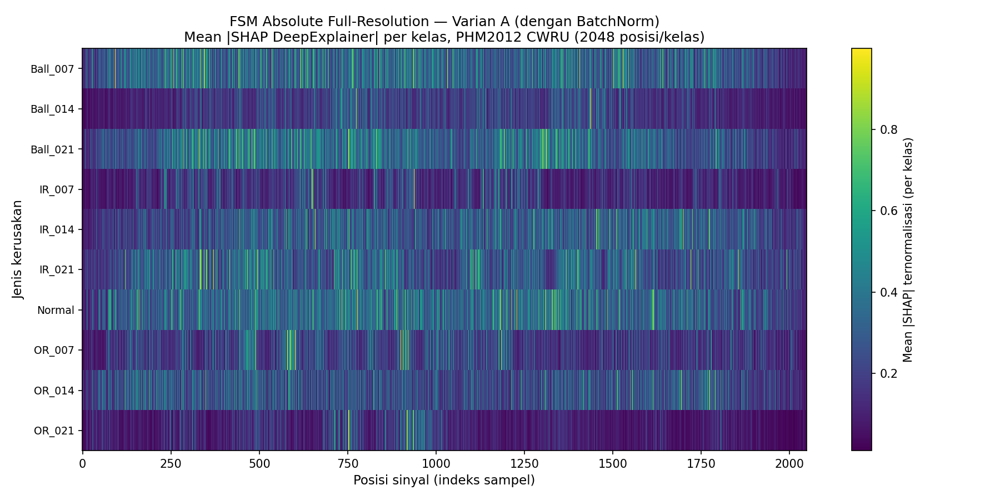 FSM Absolute Full-Resolution — Varian A (dengan BatchNorm)
Mean |SHAP DeepExplainer| per kelas, PHM2012 CWRU (2048 posisi/kelas)
Jenis kerusakan
Ball_007
Ball_014
Ball_021
IR_007
IR_014
IR_021
Normal
OR_007
OR_014
OR_021
0 250 500 750 1000 1250 1500 1750 2000
Posisi sinyal (indeks sampel)
0.8
0.6
0.4
0.2
Mean |SHAP| ternormalisasi (per kelas)